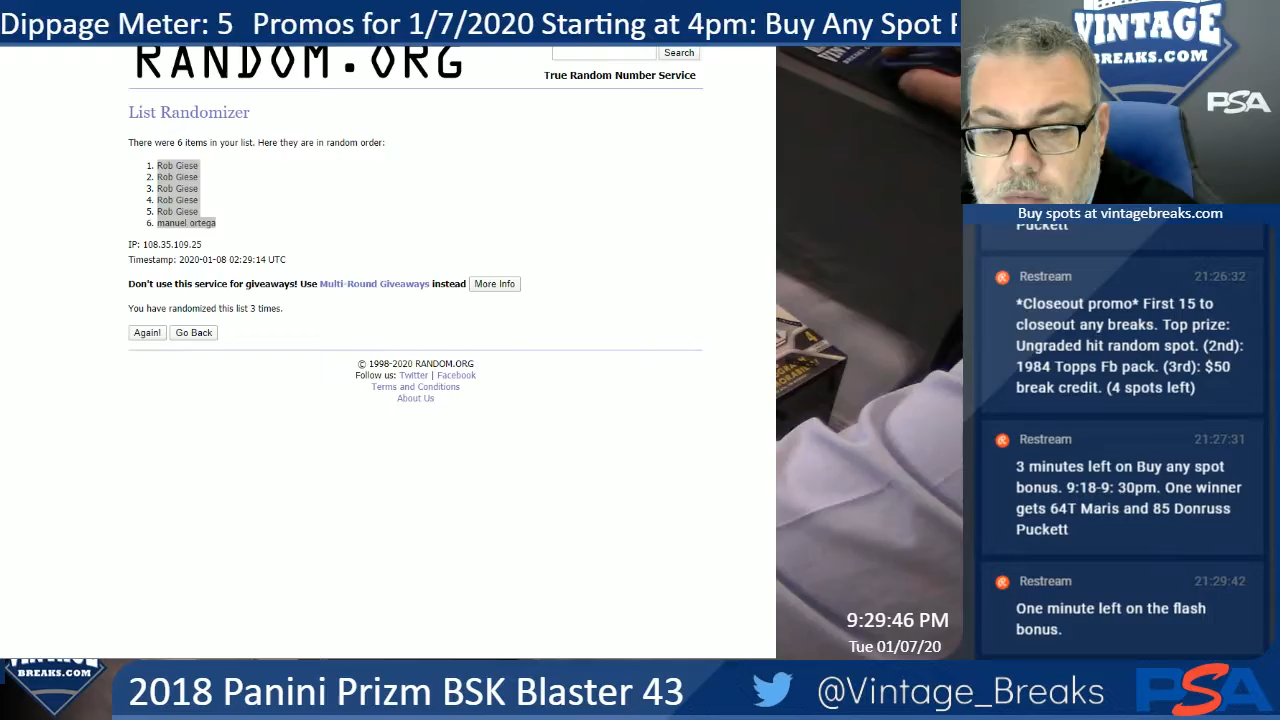 Dippage Meter: 5 Promos for 1/7/2020 Starting at 4pm: Buy Any Spot
VINTAGE
BREAKS.COM
PSA
RANDOM.ORG
Search
True Random Number Service
List Randomizer
There were 6 items in your list. Here they are in random order:
1. Rob Giese
2. Rob Giese
3. Rob Giese
4. Rob Giese
5. Rob Giese
6. manuel ortega
IP: 108.35.109.25
Timestamp: 2020-01-08 02:29:14 UTC
Don't use this service for giveaways! Use Multi-Round Giveaways instead More Info
You have randomized this list 3 times.
Again! Go Back
© 1998-2020 RANDOM.ORG
Follow us: Twitter | Facebook
Terms and Conditions
About Us
Buy spots at vintagebreaks.com
Puckett
Restream 21:26:32
*Closeout promo* First 15 to
closeout any breaks. Top prize:
Ungraded hit random spot. (2nd):
1984 Topps Fb pack. (3rd): $50
break credit. (4 spots left)
Restream 21:27:31
3 minutes left on Buy any spot
bonus. 9:18-9: 30pm. One winner
gets 64T Maris and 85 Donruss
Puckett
Restream 21:29:42
One minute left on the flash
bonus.
9:29:46 PM
Tue 01/07/20
VINTAGE
BREAKS.COM
2018 Panini Prizm BSK Blaster 43
@Vintage_Breaks
PSA